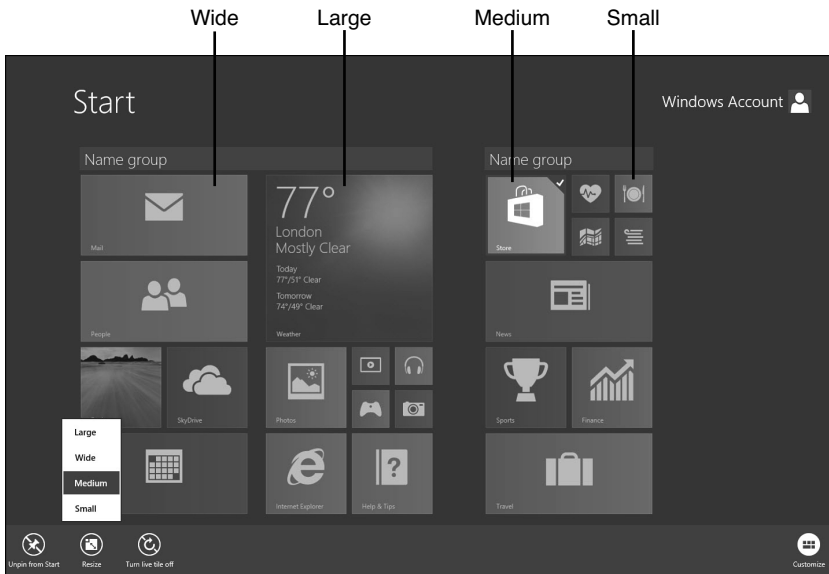 Wide
Large
Medium
Small
Start
Windows Account
Name group
Name group
77°
London
Mostly Clear
Today
77°/51° Clear
Tomorrow
74°/49° Clear
Mail
Weather
Store
People
News
SkyDrive
Photos
Sports
Finance
Internet Explorer
Help & Tips
Travel
Large
Wide
Medium
Small
Unpin from Start
Resize
Turn live tile off
Customize